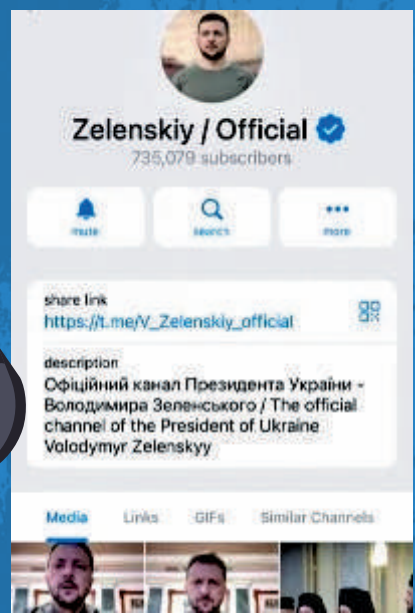 Zelenskiy / Official
735,079 subscribers
mute
search
more
share link
https://t.me/V_Zelenskiy_official
description
Офіційний канал Президента України -
Володимира Зеленського / The official
channel of the President of Ukraine
Volodymyr Zelenskyy
Media Links GIFs Similar Channels